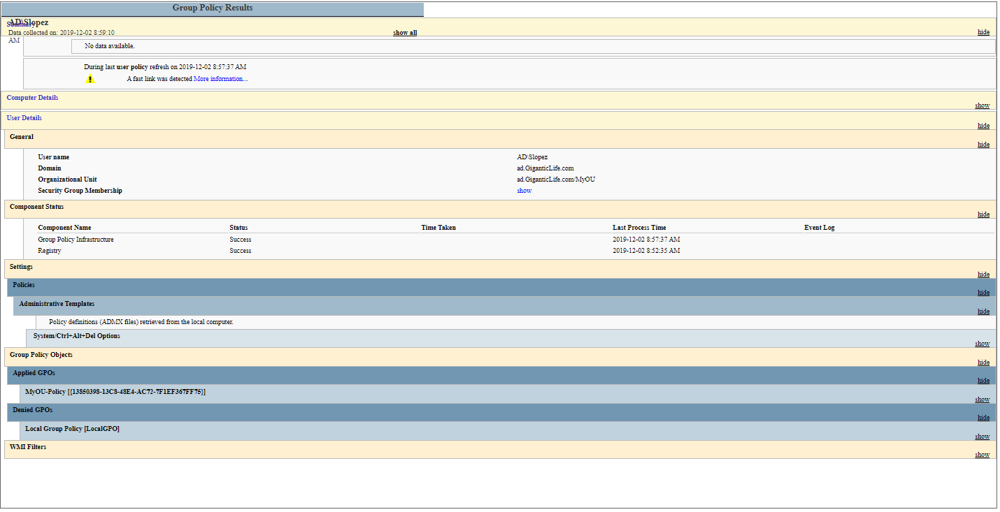 Group Policy Results
AD\Slopez
Summary
Data collected on: 2019-12-02 8:59:10 AM
show all
hide
No data available.
During last user policy refresh on 2019-12-02 8:57:37 AM
A fast link was detected More information...
Computer Details
show
User Details
hide
General
hide
User name AD\Slopez
Domain ad.GiganticLife.com
Organizational Unit ad.GiganticLife.com/MyOU
Security Group Membership show
Component Status
hide
Component Name Status Time Taken Last Process Time Event Log
Group Policy Infrastructure Success 2019-12-02 8:57:37 AM
Registry Success 2019-12-02 8:52:35 AM
Settings
hide
Policies
hide
Administrative Templates
hide
Policy definitions (ADMX files) retrieved from the local computer.
System/Ctrl+Alt+Del Options
show
Group Policy Objects
hide
Applied GPOs
hide
MyOU-Policy [{13850398-13C8-48E4-AC72-7F1EF367FF75}]
show
Denied GPOs
hide
Local Group Policy [LocalGPO]
show
WMI Filters
show